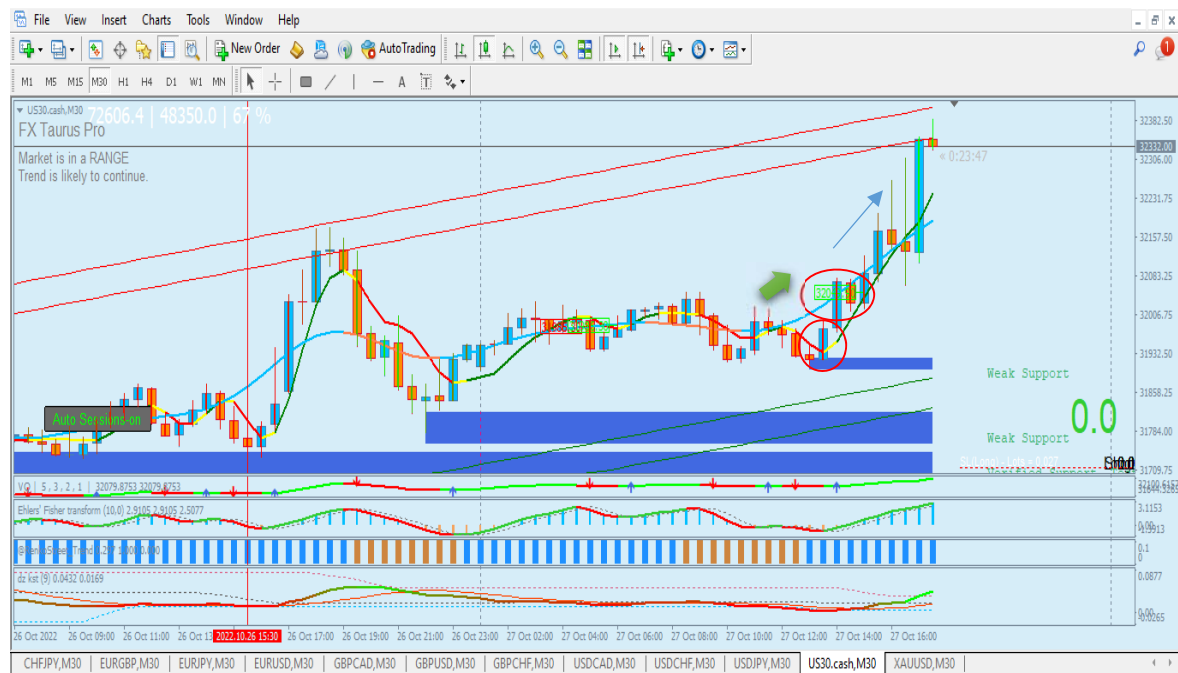 File View Insert Charts Tools Window Help
New Order AutoTrading
M1 M5 M15 M30 H1 H4 D1 W1 MN A T
US30.cash,M30 72606.4 | 48350.0 | 67 %
FX Taurus Pro
Market is in a RANGE
Trend is likely to continue.
« 0:23:47
32382.50
32332.00
32306.00
32231.75
32157.50
32083.25
32006.75
31932.50
31858.25
31784.00
31709.75
Auto Sessions-on
Weak Support
0.0
Weak Support
VQ | 5, 3, 2, 1 | 32079.8753 32079.8753
Ehlers' Fisher transform (10,0) 2.9105 2.9105 2.5077
3.1153
0.1
0
dz kst (9) 0.0432 0.0169
0.0877
26 Oct 2022 26 Oct 09:00 26 Oct 11:00 26 Oct 13 2022.10.26 15:30 26 Oct 17:00 26 Oct 19:00 26 Oct 21:00 26 Oct 23:00 27 Oct 02:00 27 Oct 04:00 27 Oct 06:00 27 Oct 08:00 27 Oct 10:00 27 Oct 12:00 27 Oct 14:00 27 Oct 16:00
CHFJPY,M30 | EURGBP,M30 | EURJPY,M30 | EURUSD,M30 | GBPCAD,M30 | GBPUSD,M30 | GBPCHF,M30 | USDCAD,M30 | USDCHF,M30 | USDJPY,M30 | US30.cash,M30 | XAUUSD,M30